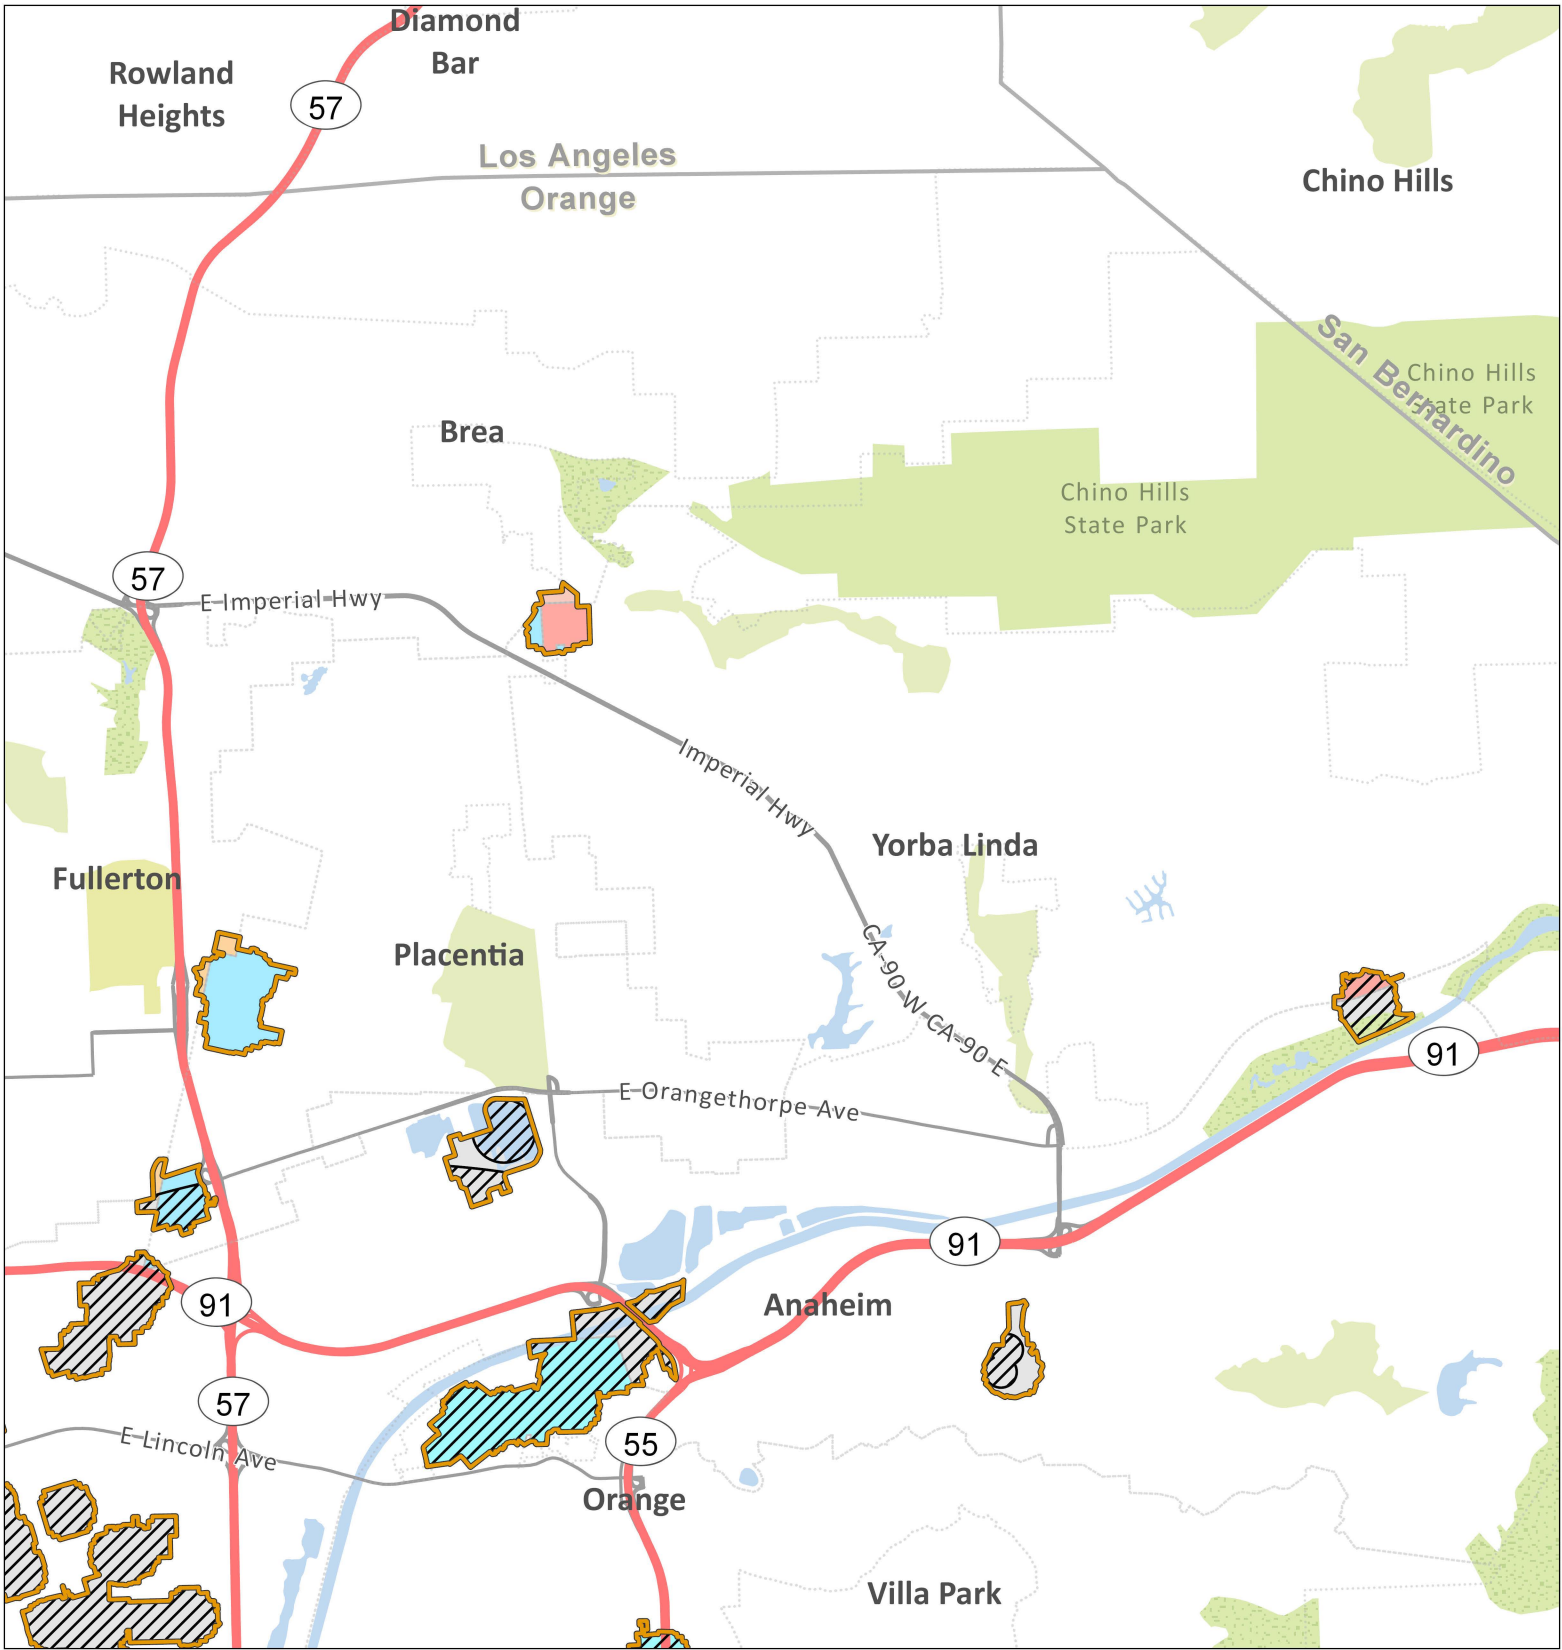 Diamond
Bar
Rowland
Heights
57
Los Angeles
Orange
Chino Hills
San Bernardino
Chino Hills
State Park
Brea
Chino Hills
State Park
57
E Imperial Hwy
Imperial Hwy
Yorba Linda
Fullerton
Placentia
CA-90 W
CA-90 E
91
E Orangethorpe Ave
91
91
Anaheim
57
E Lincoln Ave
55
Orange
Villa Park